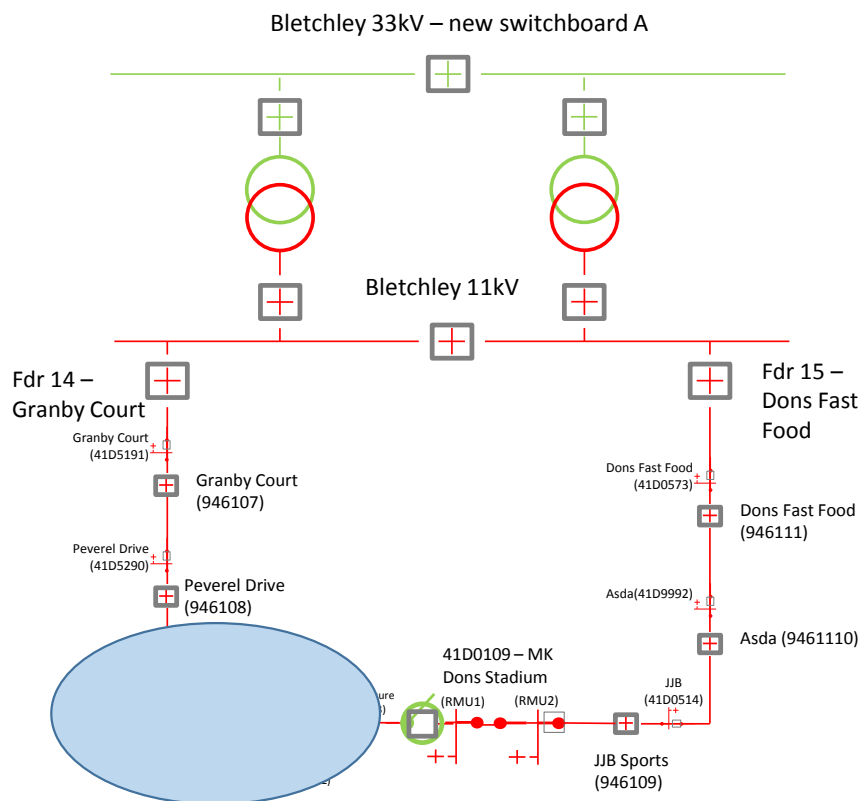 Bletchley 33kV – new switchboard A
Bletchley 11kV
Fdr 14 –
Granby Court
Fdr 15 –
Dons Fast
Food
Granby Court
(41D5191)
Granby Court
(946107)
Peverel Drive
(41D5290)
Peverel Drive
(946108)
Dons Fast Food
(41D0573)
Dons Fast Food
(946111)
Asda(41D9992)
Asda (9461110)
41D0109 – MK
Dons Stadium
(RMU1)
(RMU2)
JJB
(41D0514)
JJB Sports
(946109)